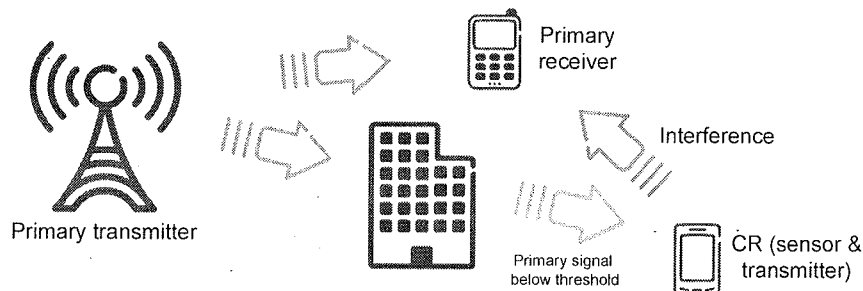 Primary
receiver
Interference
Primary transmitter
Primary signal
below threshold
CR (sensor &
transmitter)